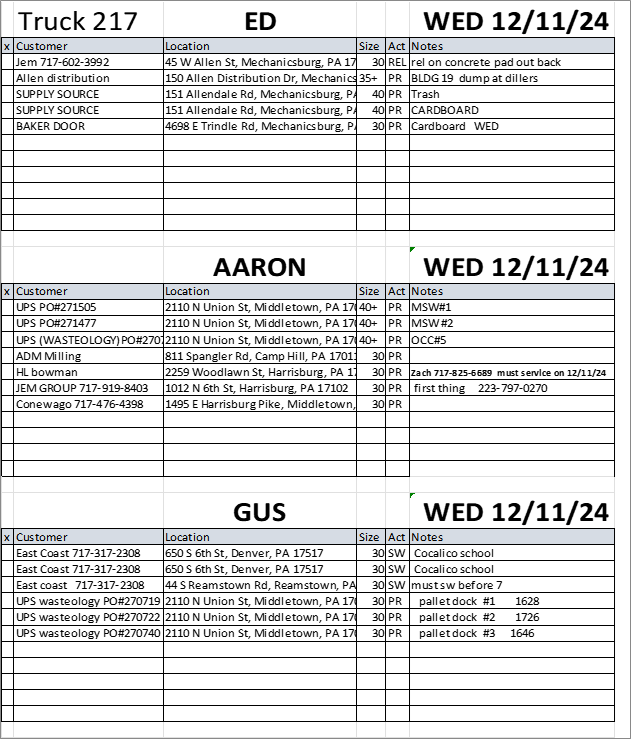 Truck 217 ED WED 12/11/24
x Customer Location Size Act Notes
Jem 717-602-3992 45 W Allen St, Mechanicsburg, PA 17 30 REL rel on concrete pad out back
Allen distribution 150 Allen Distribution Dr, Mechanics 35+ PR BLDG 19 dump at dillers
SUPPLY SOURCE 151 Allendale Rd, Mechanicsburg, PA 40 PR Trash
SUPPLY SOURCE 151 Allendale Rd, Mechanicsburg, PA 40 PR CARDBOARD
BAKER DOOR 4698 E Trindle Rd, Mechanicsburg, PA 30 PR Cardboard WED
AARON WED 12/11/24
x Customer Location Size Act Notes
UPS PO#271505 2110 N Union St, Middletown, PA 170 40+ PR MSW#1
UPS PO#271477 2110 N Union St, Middletown, PA 170 40+ PR MSW #2
UPS (WASTEOLOGY)PO#2707 2110 N Union St, Middletown, PA 170 40+ PR OCC#5
ADM Milling 811 Spangler Rd, Camp Hill, PA 17011 30 PR
HL bowman 2259 Woodlawn St, Harrisburg, PA 17 30 PR Zach 717-825-6689 must service on 12/11/24
JEM GROUP 717-919-8403 1012 N 6th St, Harrisburg, PA 17102 30 PR first thing 223-797-0270
Conewago 717-476-4398 1495 E Harrisburg Pike, Middletown, 30 PR
GUS WED 12/11/24
x Customer Location Size Act Notes
East Coast 717-317-2308 650 S 6th St, Denver, PA 17517 30 SW Cocalico school
East Coast 717-317-2308 650 S 6th St, Denver, PA 17517 30 SW Cocalico school
East coast 717-317-2308 44 S Reamstown Rd, Reamstown, PA 30 SW must sw before 7
UPS wasteology PO#270719 2110 N Union St, Middletown, PA 170 30 PR pallet dock #1 1628
UPS wasteology PO#270722 2110 N Union St, Middletown, PA 170 30 PR pallet dock #2 1726
UPS wasteology PO#270740 2110 N Union St, Middletown, PA 170 30 PR pallet dock #3 1646